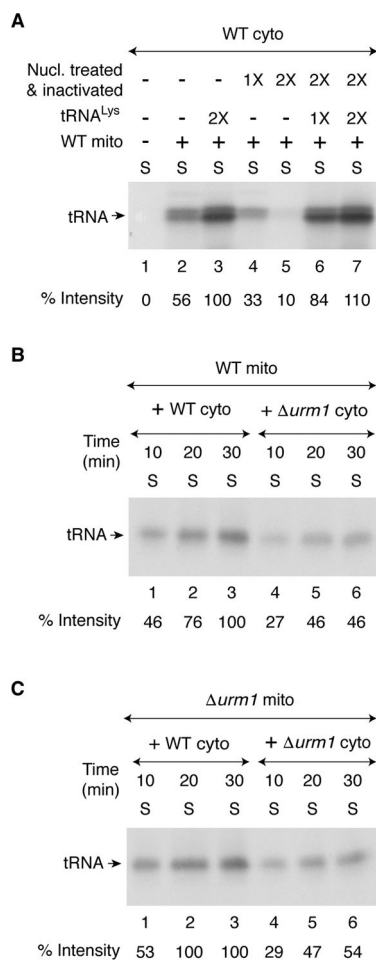 A
WT cyto
Nucl. treated & inactivated - - - 1X 2X 2X 2X
tRNALys - - 2X - - 1X 2X
WT mito - + + + + + +
S S S S S S S
tRNA
1 2 3 4 5 6 7
% Intensity 0 56 100 33 10 84 110
B
WT mito
+ WT cyto + Δurm1 cyto
Time (min) 10 20 30 10 20 30
S S S S S S
tRNA
1 2 3 4 5 6
% Intensity 46 76 100 27 46 46
C
Δurm1 mito
+ WT cyto + Δurm1 cyto
Time (min) 10 20 30 10 20 30
S S S S S S
tRNA
1 2 3 4 5 6
% Intensity 53 100 100 29 47 54